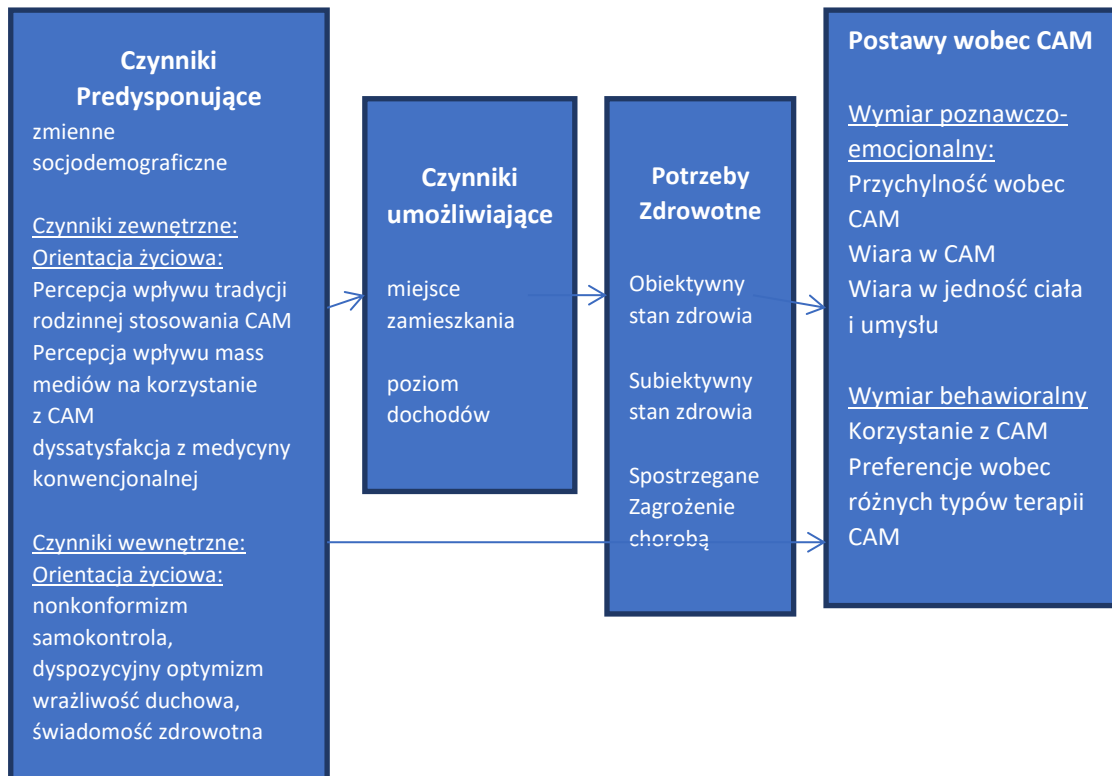 Czynniki
Predysponujące
zmienne
socjodemograficzne
Czynniki zewnętrzne:
Orientacja życiowa:
Percepcja wpływu tradycji
rodzinnej stosowania CAM
Percepcja wpływu mass
mediów na korzystanie
z CAM
dyssatysfakcja z medycyny
konwencjonalnej
Czynniki wewnętrzne:
Orientacja życiowa:
nonkonformizm
samokontrola,
dyspozycyjny optymizm
wrażliwość duchowa,
świadomość zdrowotna
Czynniki
umożliwiające
miejsce
zamieszkania
poziom
dochodów
Potrzeby
Zdrowotne
Obiektywny
stan zdrowia
Subiektywny
stan zdrowia
Spostrzegane
Zagrożenie
chorobą
Postawy wobec CAM
Wymiar poznawczo-
emocjonalny:
Przychylność wobec
CAM
Wiara w CAM
Wiara w jedność ciała
i umysłu
Wymiar behawioralny
Korzystanie z CAM
Preferencje wobec
różnych typów terapii
CAM